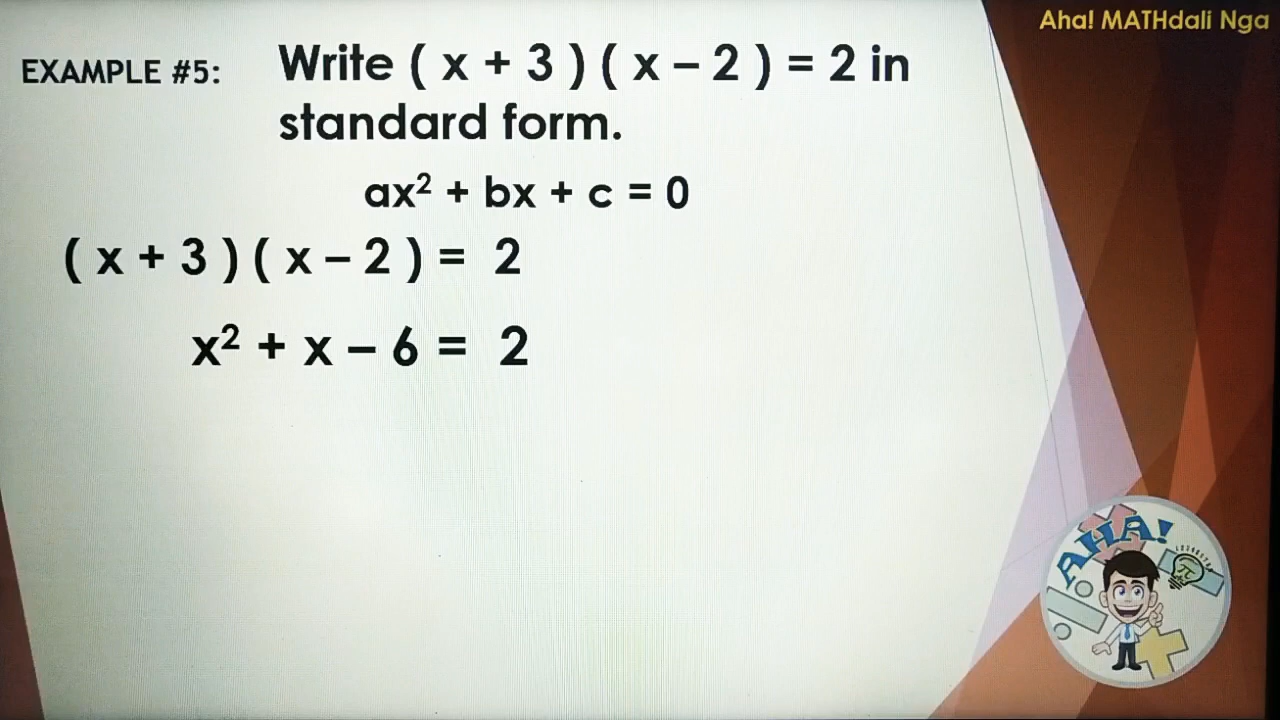 Aha! MATHdali Nga
EXAMPLE #5: Write ( x + 3 ) ( x – 2 ) = 2 in
standard form.
ax² + bx + c = 0
( x + 3 ) ( x – 2 ) = 2
x² + x – 6 = 2
AHA!
π